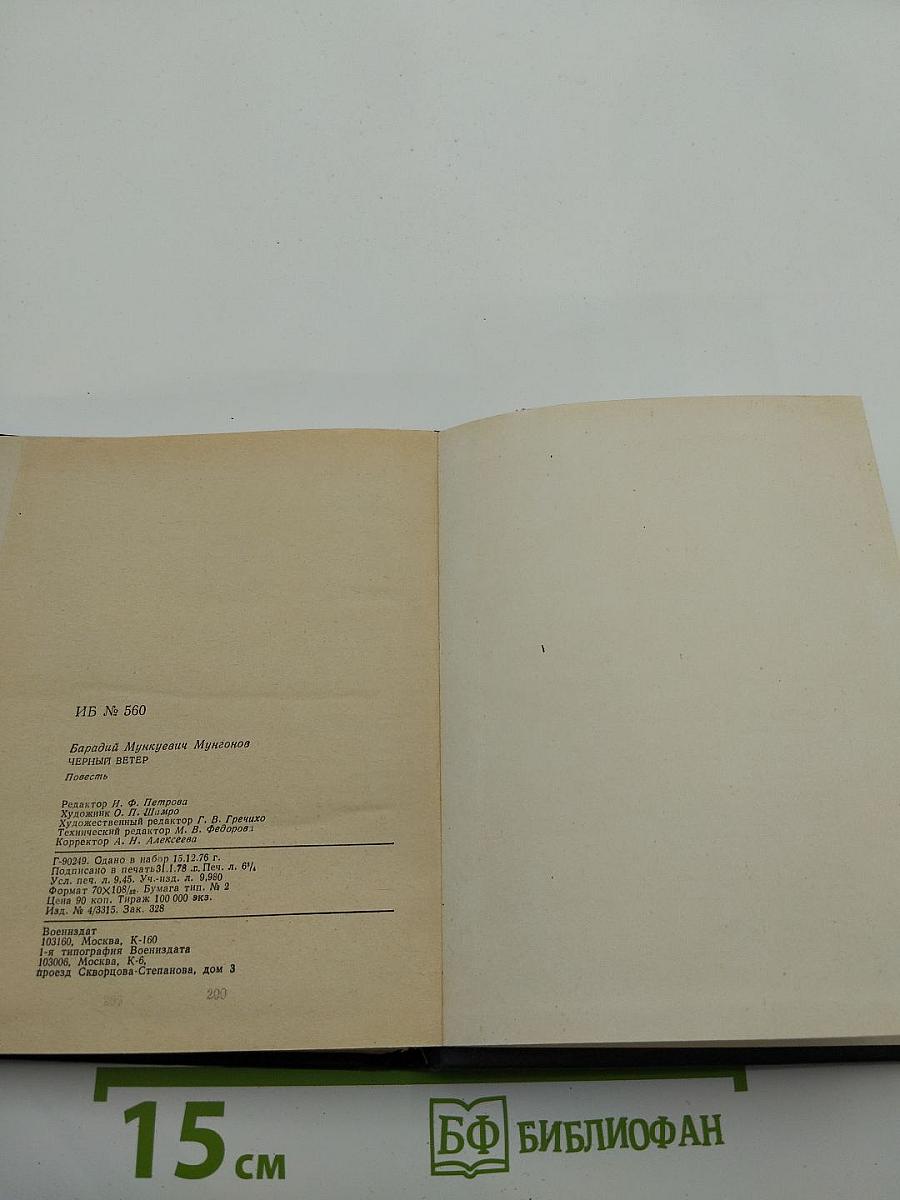 ИБ № 560
Барадий Мункуевич Мунгонов
ЧЕРНЫЙ ВЕТЕР
Повесть
Редактор И. Ф. Петрова
Художник О. П. Шамро
Художественный редактор Г. В. Гречихо
Технический редактор М. В. Федорова
Корректор А. Н. Алексеева
Г-90249. Сдано в набор 15.12.76 г.
Подписано в печать 31.1.78 г. Печ. л. 6¾
Усл. печ. л. 9,45. Уч.-изд. л. 9,980
Формат 70×108/₃₂. Бумага тип. № 2
Цена 90 коп. Тираж 100 000 экз.
Изд. № 4/3315. Зак. 328
Воениздат
103160, Москва, К-160
1-я типография Воениздата
103006, Москва, К-6,
проезд Скворцова-Степанова, дом 3
200
15 см
БФ БИБЛИОФАН